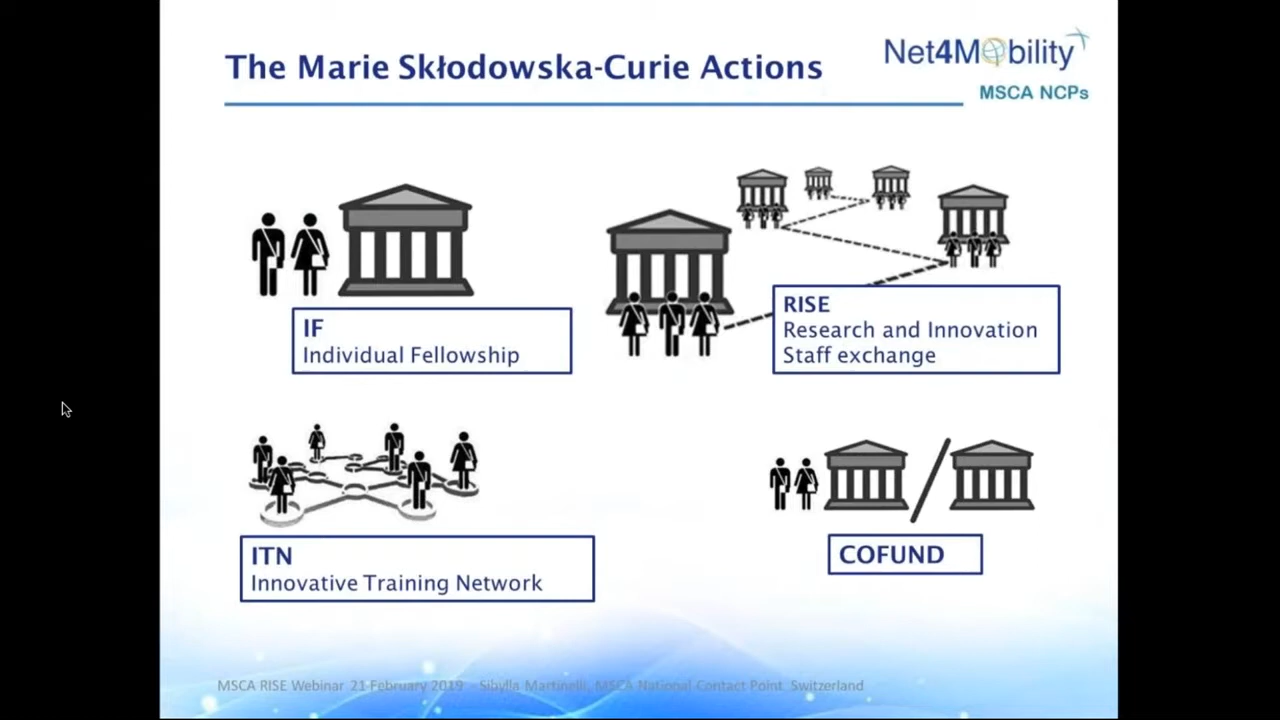 The Marie Skłodowska-Curie Actions
Net4Mobility
MSCA NCPs
IF
Individual Fellowship
RISE
Research and Innovation
Staff exchange
ITN
Innovative Training Network
COFUND
MSCA RISE Webinar 21 February 2019 - Sibylla Martinelli, MSCA National Contact Point Switzerland